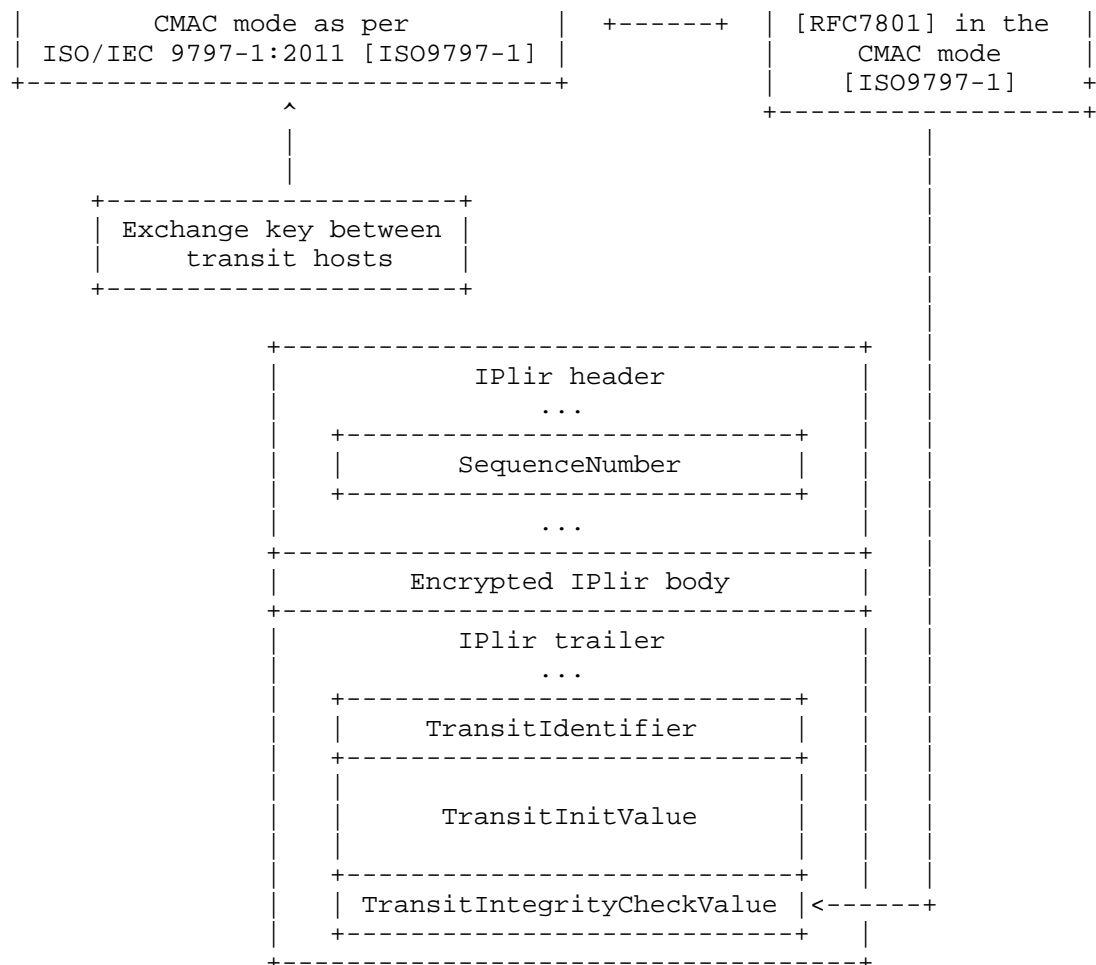 CMAC mode as per
ISO/IEC 9797-1:2011 [ISO9797-1]
[RFC7801] in the
CMAC mode
[ISO9797-1]
Exchange key between
transit hosts
IPlir header
...
SequenceNumber
...
Encrypted IPlir body
IPlir trailer
...
TransitIdentifier
TransitInitValue
TransitIntegrityCheckValue